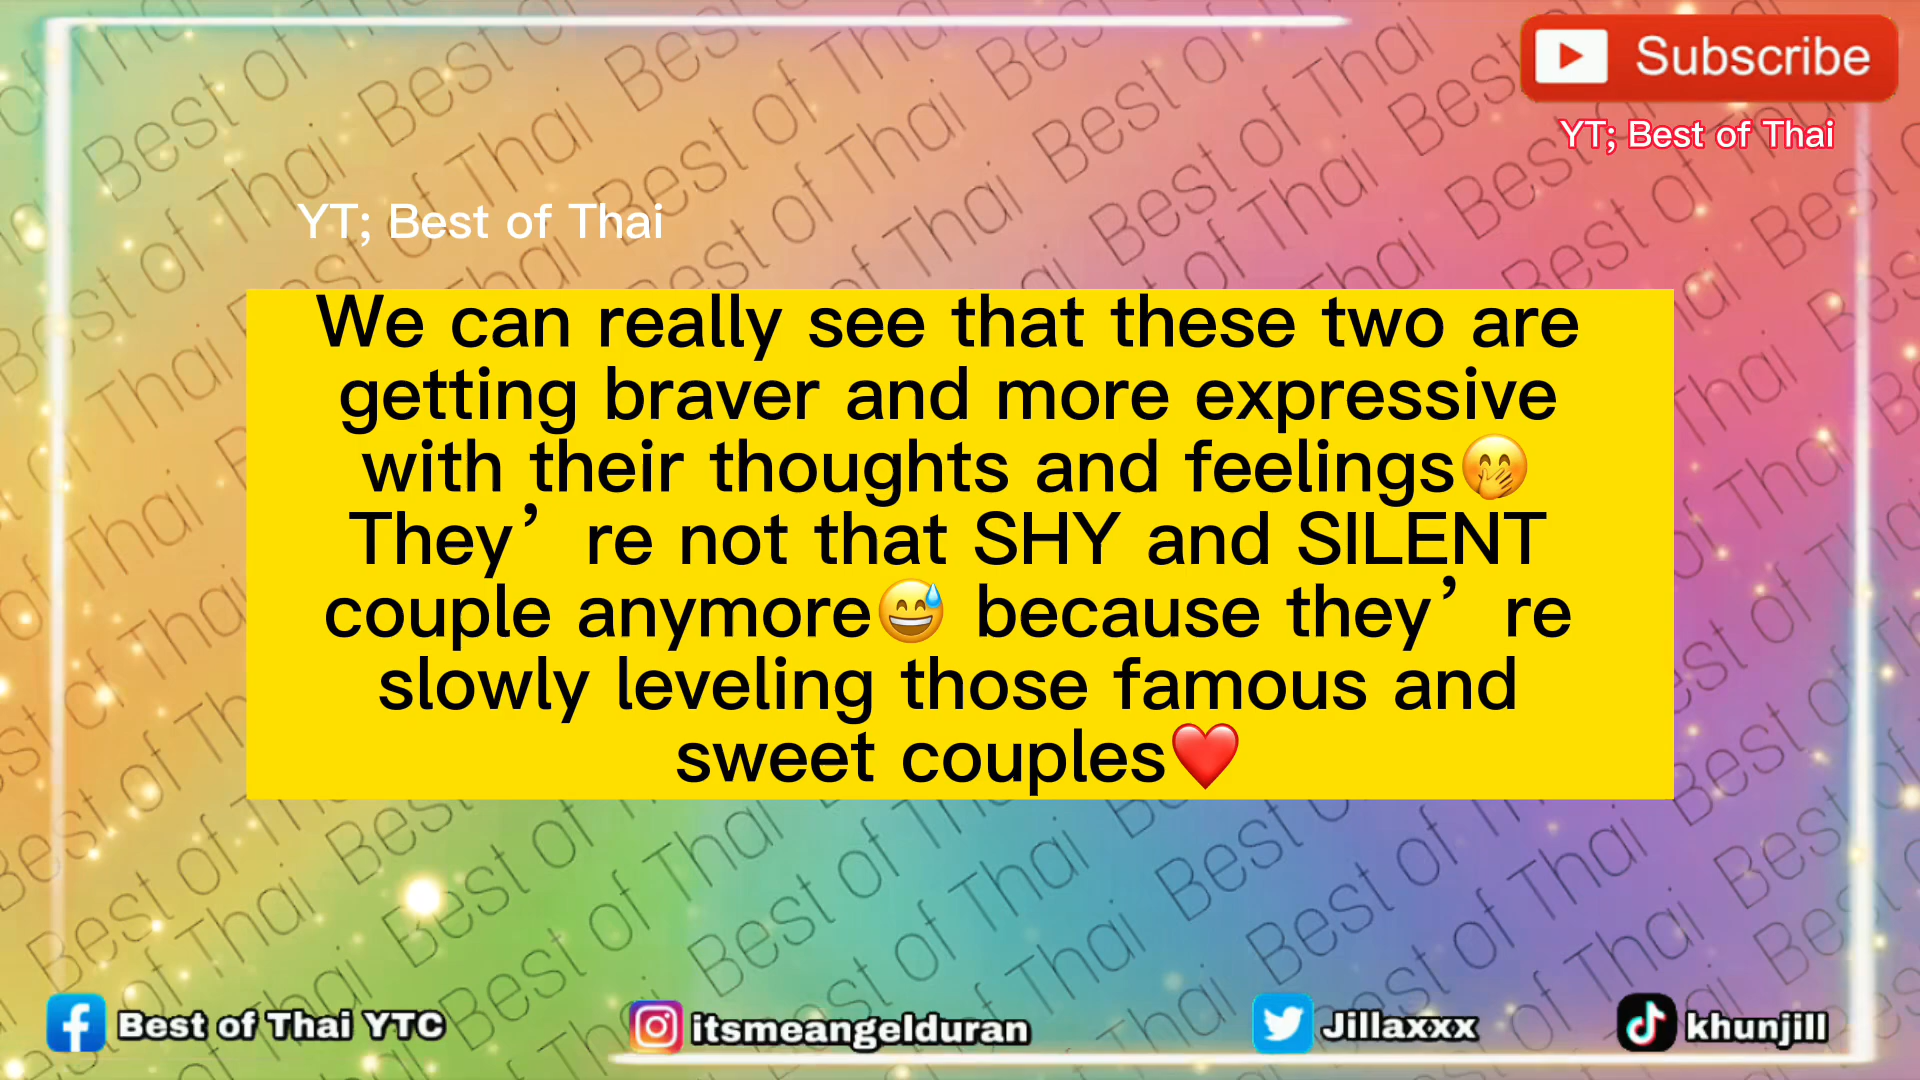 Subscribe
YT; Best of Thai
YT; Best of Thai
We can really see that these two are
getting braver and more expressive
with their thoughts and feelings🤭
They’re not that SHY and SILENT
couple anymore😅 because they’re
slowly leveling those famous and
sweet couples❤️
Best of Thai YTC
itsmeangelduran
Jillaxxx
khunjill